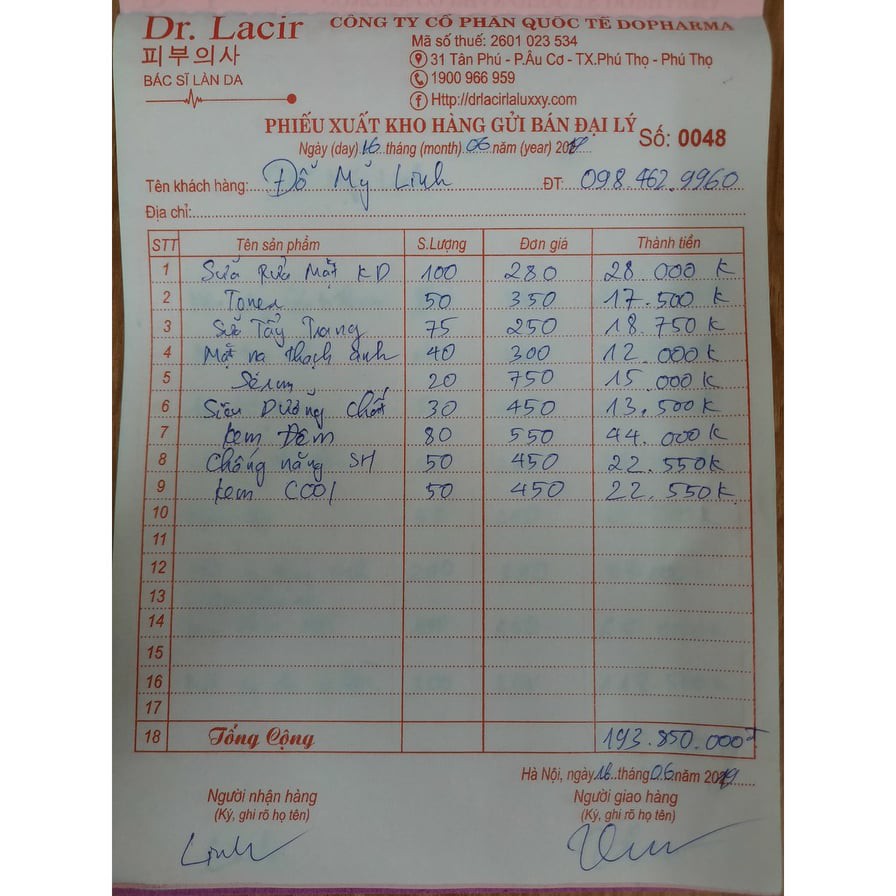 Dr. Lacir
피부의사
BÁC SĨ LÀN DA
CÔNG TY CỔ PHẦN QUỐC TẾ DOPHARMA
Mã số thuế: 2601 023 534
31 Tân Phú - P.Âu Cơ - TX.Phú Thọ - Phú Thọ
1900 966 959
Http://drlacirlaluxxy.com
PHIẾU XUẤT KHO HÀNG GỬI BÁN ĐẠI LÝ Số: 0048
Ngày (day) 16 tháng (month) 06 năm (year) 2019
Tên khách hàng: Đỗ Mỹ Linh ĐT: 098.462.9960
Địa chỉ:
STT Tên sản phẩm S.Lượng Đơn giá Thành tiền
1 Sữa Rửa Mặt KD 100 280 28.000 K
2 Toner 50 350 17.500 K
3 Sữa Tẩy Trang 75 250 18.750 K
4 Mặt nạ thạch anh 40 300 12.000 K
5 Sêrum 20 750 15.000 K
6 Siêu Dưỡng Chất 30 450 13.500 K
7 Kem Đêm 80 550 44.000 K
8 Chống nắng SH 50 450 22.550 K
9 Kem COOl 50 450 22.550 K
10
11
12
13
14
15
16
17
18 Tổng Cộng 193.850.000đ
Hà Nội, ngày 16 tháng 06 năm 2019
Người nhận hàng Người giao hàng
(Ký, ghi rõ họ tên) (Ký, ghi rõ họ tên)
Linh